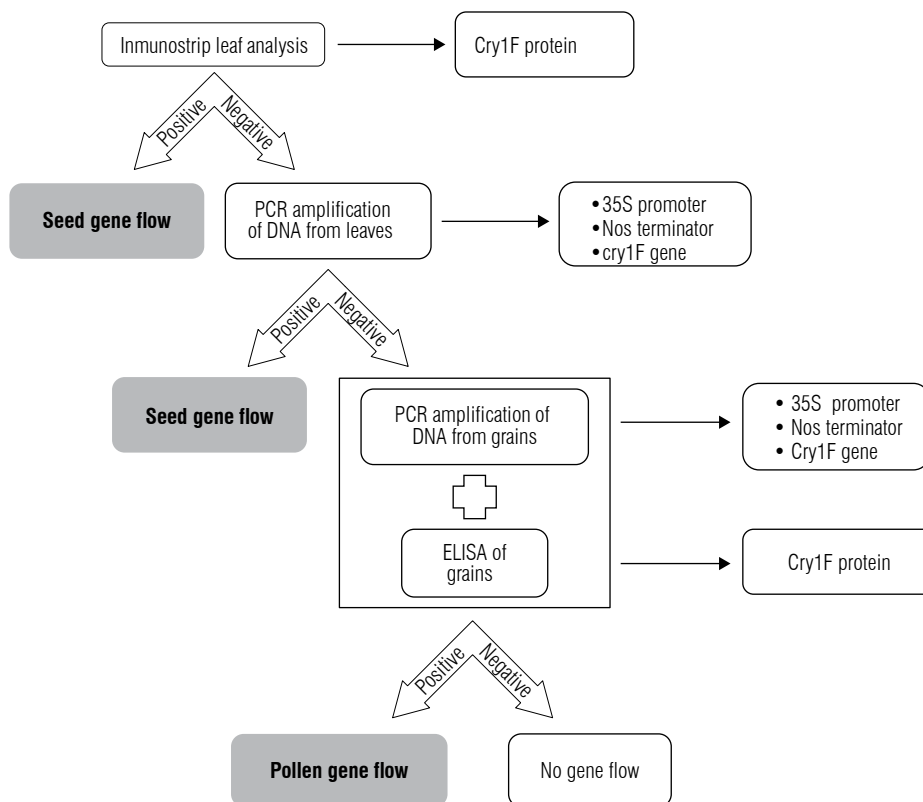 Inmunostrip leaf analysis
Cry1F protein
Positive
Negative
Seed gene flow
PCR amplification
of DNA from leaves
• 35S promoter
• Nos terminator
• cry1F gene
Positive
Negative
Seed gene flow
PCR amplification of
DNA from grains
• 35S promoter
• Nos terminator
• Cry1F gene
ELISA of
grains
Cry1F protein
Positive
Negative
Pollen gene flow
No gene flow